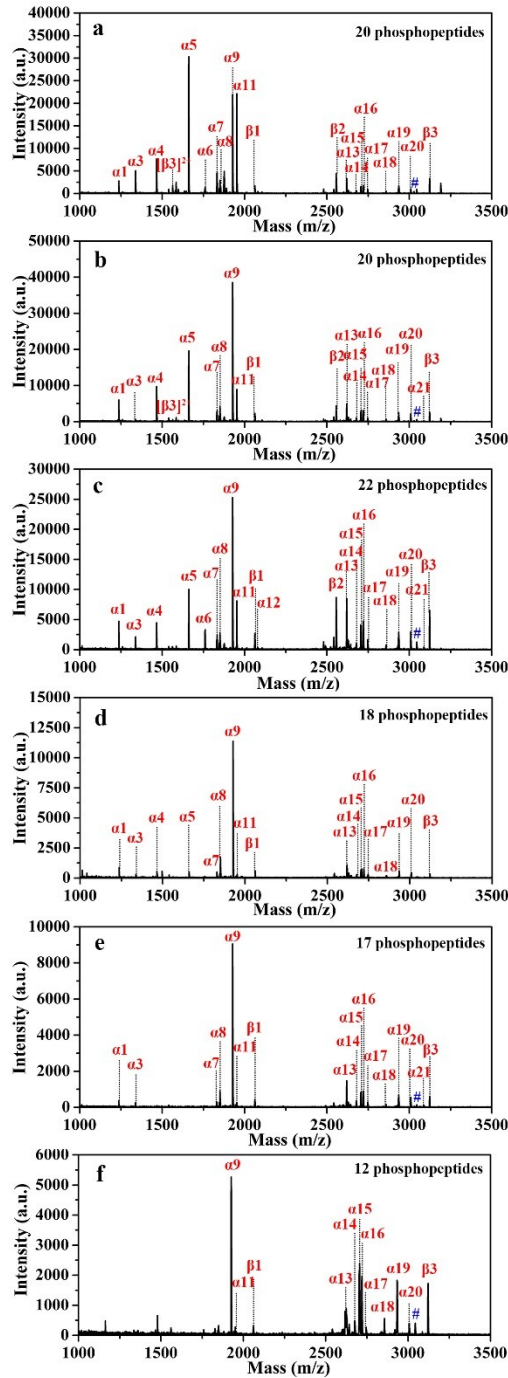 a
20 phosphopeptides
Intensity (a.u.)
40000
35000
30000
25000
20000
15000
10000
5000
0
α1
α3
α4
[β3]²
α5
α6
α7
α8
α9
α11
β1
β2
α13
α14
α15
α16
α17
α18
α19
α20
#
β3
1000 1500 2000 2500 3000 3500
Mass (m/z)
b
20 phosphopeptides
Intensity (a.u.)
50000
40000
30000
20000
10000
0
α1
α3
α4
[β3]²
α5
α7
α8
α9
α11
β1
β2
α13
α14
α15
α16
α17
α18
α19
α20
α21
#
β3
1000 1500 2000 2500 3000 3500
Mass (m/z)
c
22 phosphopeptides
Intensity (a.u.)
30000
25000
20000
15000
10000
5000
0
α1
α3
α4
α5
α6
α7
α8
α9
α11
β1
α12
β2
α13
α14
α15
α16
α17
α18
α19
α20
α21
#
β3
1000 1500 2000 2500 3000 3500
Mass (m/z)
d
18 phosphopeptides
Intensity (a.u.)
15000
12500
10000
7500
5000
2500
0
α1
α3
α4
α5
α7
α8
α9
α11
β1
α13
α14
α15
α16
α17
α18
α19
α20
β3
1000 1500 2000 2500 3000 3500
Mass (m/z)
e
17 phosphopeptides
Intensity (a.u.)
10000
8000
6000
4000
2000
0
α1
α3
α7
α8
α9
α11
β1
α13
α14
α15
α16
α17
α18
α19
α20
α21
#
β3
1000 1500 2000 2500 3000 3500
Mass (m/z)
f
12 phosphopeptides
Intensity (a.u.)
6000
5000
4000
3000
2000
1000
0
α9
α11
β1
α13
α14
α15
α16
α17
α18
α19
α20
#
β3
1000 1500 2000 2500 3000 3500
Mass (m/z)